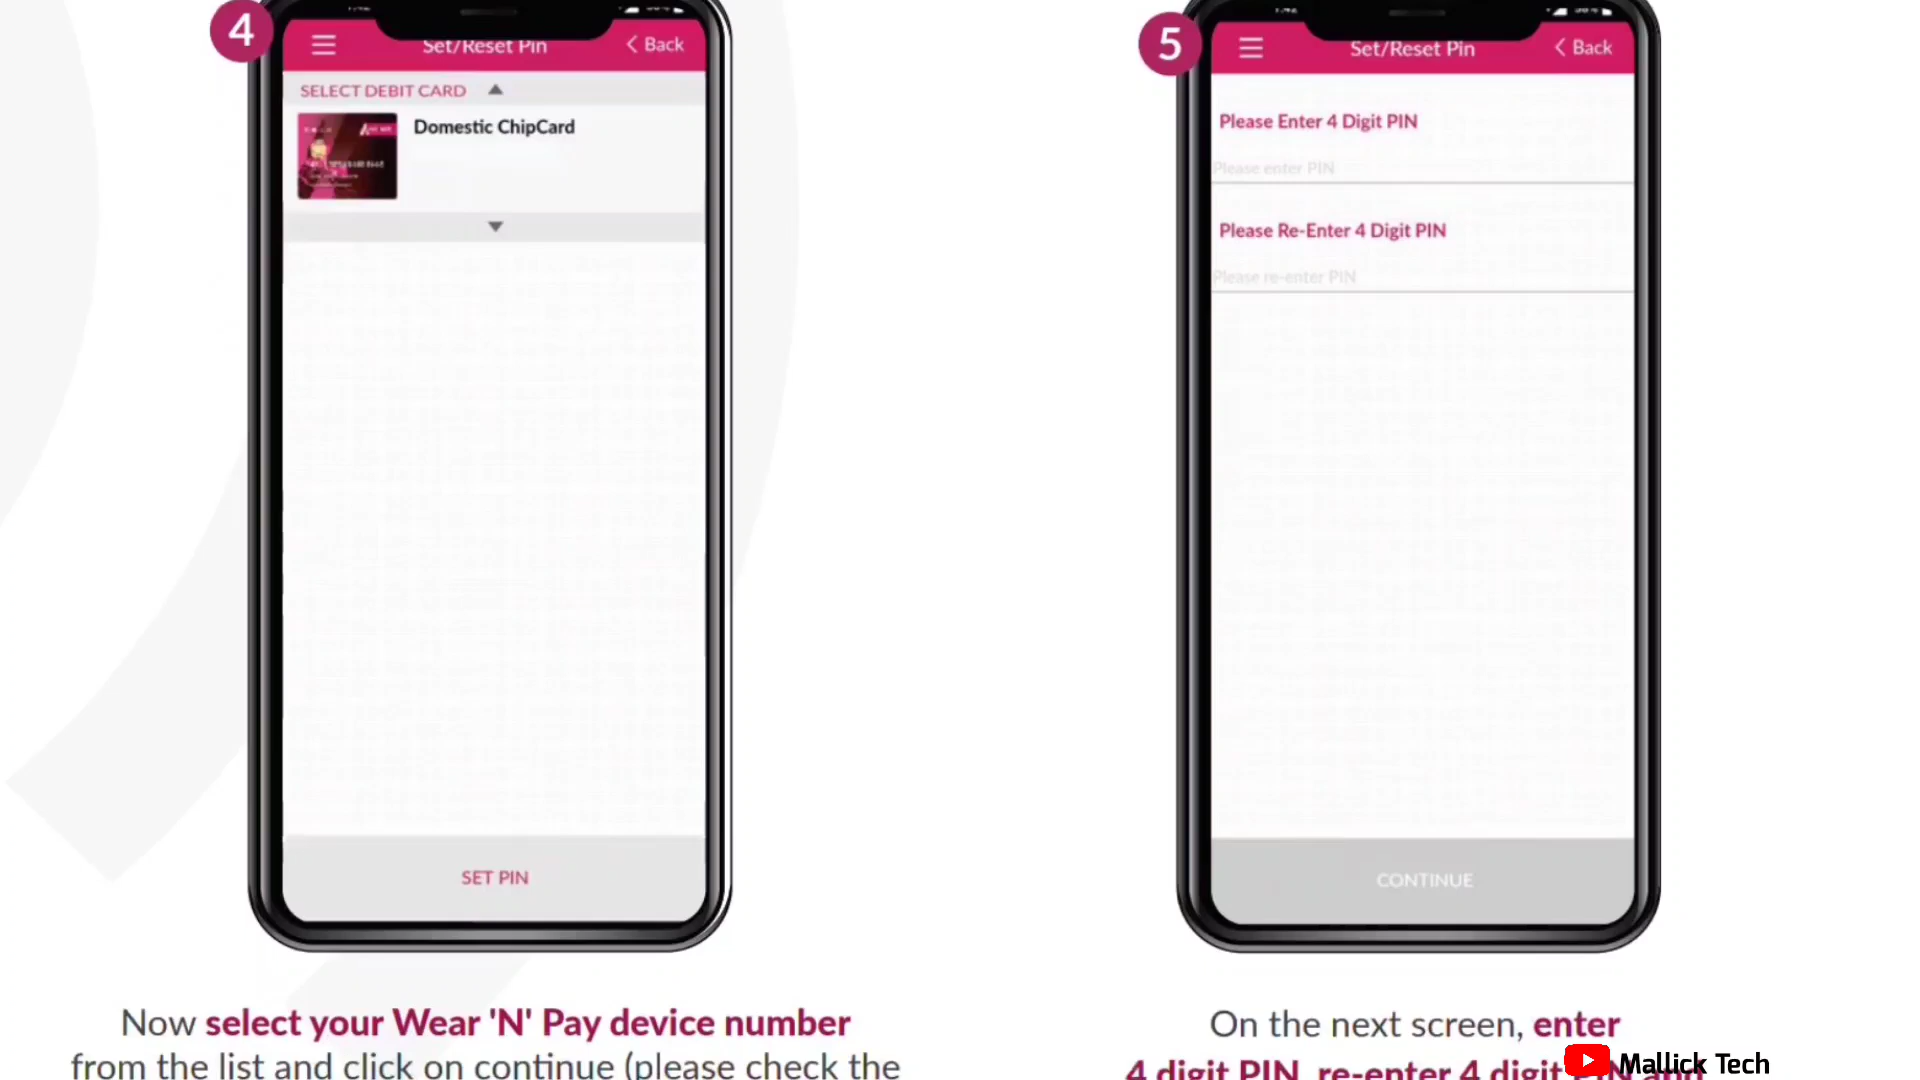 4
Set/Reset Pin
Back
SELECT DEBIT CARD
Domestic ChipCard
SET PIN
Now select your Wear 'N' Pay device number
from the list and click on continue (please check the
5
Set/Reset Pin
Back
Please Enter 4 Digit PIN
Please enter PIN
Please Re-Enter 4 Digit PIN
Please re-enter PIN
CONTINUE
On the next screen, enter
4 digit PIN, re-enter 4 digit PIN and
Mallick Tech